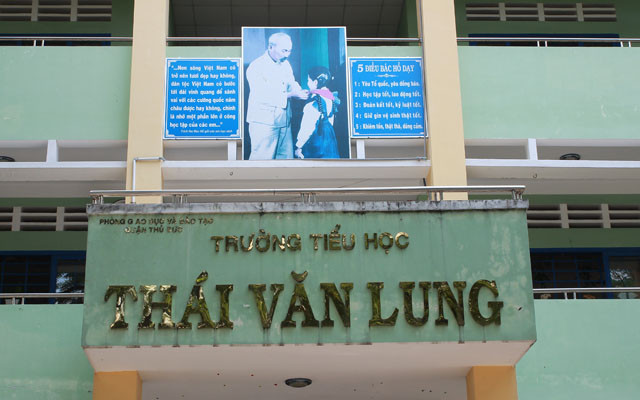 "...Non sông Việt Nam có
trở nên tươi đẹp hay không,
dân tộc Việt Nam có bước
tới đài vinh quang để sánh
vai với các cường quốc năm
châu được hay không, chính
là nhờ một phần lớn ở công
học tập của các em..."
5 ĐIỀU BÁC HỒ DẠY
1: Yêu Tổ quốc, yêu đồng bào.
2: Học tập tốt, lao động tốt.
3: Đoàn kết tốt, kỷ luật tốt.
4: Giữ gìn vệ sinh thật tốt.
5: Khiêm tốn, thật thà, dũng cảm.
PHÒNG GIÁO DỤC VÀ ĐÀO TẠO
QUẬN THỦ ĐỨC
TRƯỜNG TIỂU HỌC
THÁI VĂN LUNG